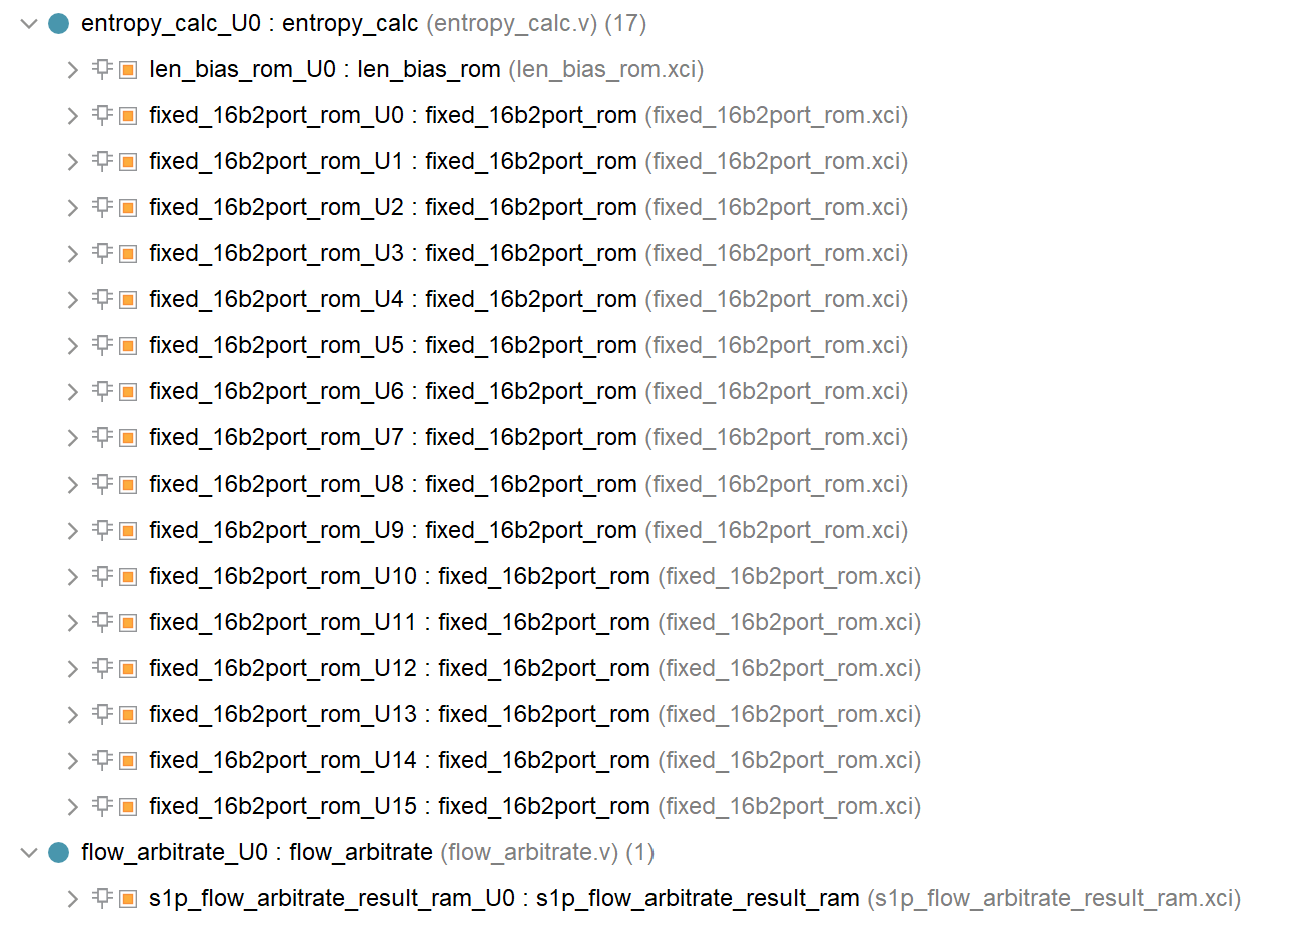 entropy_calc_U0 : entropy_calc (entropy_calc.v) (17)
len_bias_rom_U0 : len_bias_rom (len_bias_rom.xci)
fixed_16b2port_rom_U0 : fixed_16b2port_rom (fixed_16b2port_rom.xci)
fixed_16b2port_rom_U1 : fixed_16b2port_rom (fixed_16b2port_rom.xci)
fixed_16b2port_rom_U2 : fixed_16b2port_rom (fixed_16b2port_rom.xci)
fixed_16b2port_rom_U3 : fixed_16b2port_rom (fixed_16b2port_rom.xci)
fixed_16b2port_rom_U4 : fixed_16b2port_rom (fixed_16b2port_rom.xci)
fixed_16b2port_rom_U5 : fixed_16b2port_rom (fixed_16b2port_rom.xci)
fixed_16b2port_rom_U6 : fixed_16b2port_rom (fixed_16b2port_rom.xci)
fixed_16b2port_rom_U7 : fixed_16b2port_rom (fixed_16b2port_rom.xci)
fixed_16b2port_rom_U8 : fixed_16b2port_rom (fixed_16b2port_rom.xci)
fixed_16b2port_rom_U9 : fixed_16b2port_rom (fixed_16b2port_rom.xci)
fixed_16b2port_rom_U10 : fixed_16b2port_rom (fixed_16b2port_rom.xci)
fixed_16b2port_rom_U11 : fixed_16b2port_rom (fixed_16b2port_rom.xci)
fixed_16b2port_rom_U12 : fixed_16b2port_rom (fixed_16b2port_rom.xci)
fixed_16b2port_rom_U13 : fixed_16b2port_rom (fixed_16b2port_rom.xci)
fixed_16b2port_rom_U14 : fixed_16b2port_rom (fixed_16b2port_rom.xci)
fixed_16b2port_rom_U15 : fixed_16b2port_rom (fixed_16b2port_rom.xci)
flow_arbitrate_U0 : flow_arbitrate (flow_arbitrate.v) (1)
s1p_flow_arbitrate_result_ram_U0 : s1p_flow_arbitrate_result_ram (s1p_flow_arbitrate_result_ram.xci)